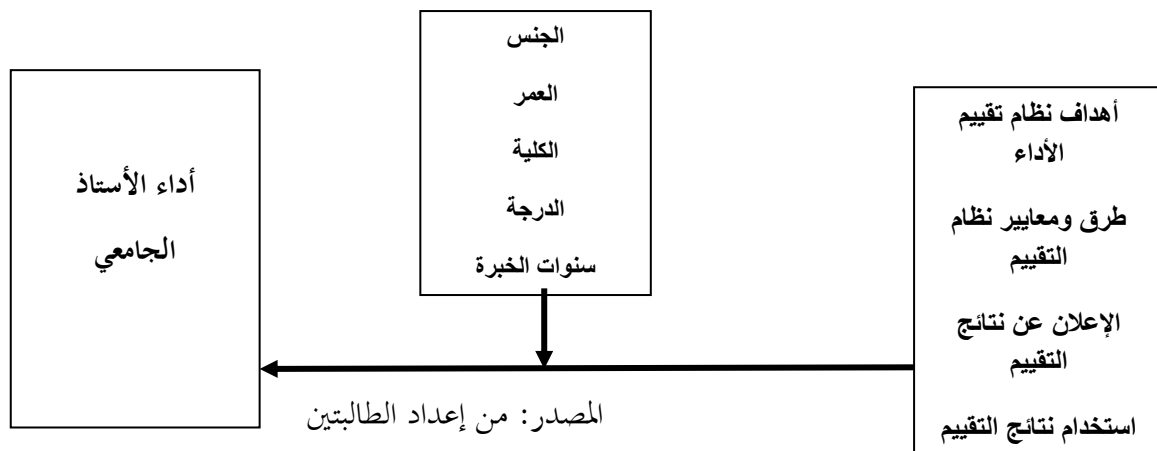 أهداف نظام تقييم
الأداء
طرق ومعايير نظام
التقييم
الإعلان عن نتائج
التقييم
استخدام نتائج التقييم
الجنس
العمر
الكلية
الدرجة
سنوات الخبرة
أداء الأستاذ
الجامعي
المصدر: من إعداد الطالبتين